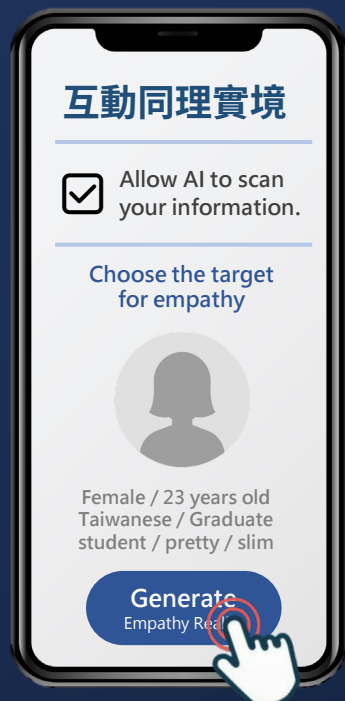 互動同理實境
Allow AI to scan
your information.
Choose the target
for empathy
Female / 23 years old
Taiwanese / Graduate
student / pretty / slim
Generate
Empathy